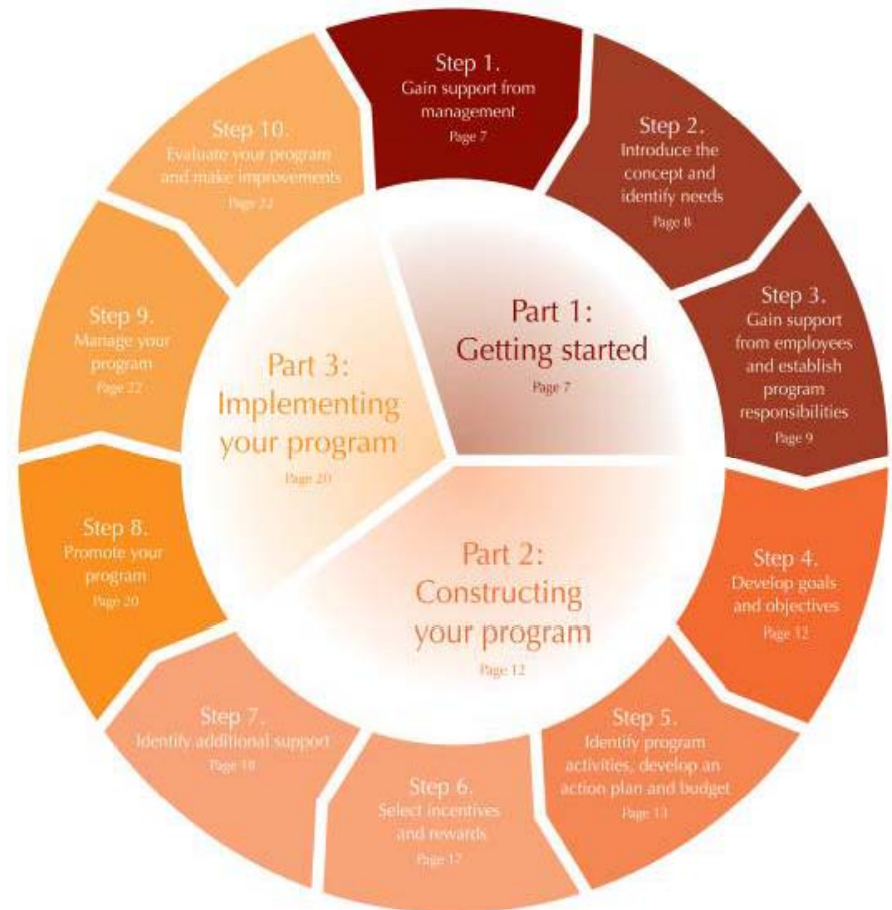 Step 1.
Gain support from
management
Page 7
Step 2.
Introduce the
concept and
identify needs
Page 8
Step 3.
Gain support
from employees
and establish
program
responsibilities
Page 9
Step 4.
Develop goals
and objectives
Page 12
Step 5.
Identify program
activities, develop an
action plan and budget
Page 13
Step 6.
Select incentives
and rewards
Page 17
Step 7.
Identify additional support
Page 18
Step 8.
Promote your
program
Page 20
Step 9.
Manage your
program
Page 22
Step 10.
Evaluate your program
and make improvements
Page 22
Part 1:
Getting started
Page 7
Part 2:
Constructing
your program
Page 12
Part 3:
Implementing
your program
Page 20